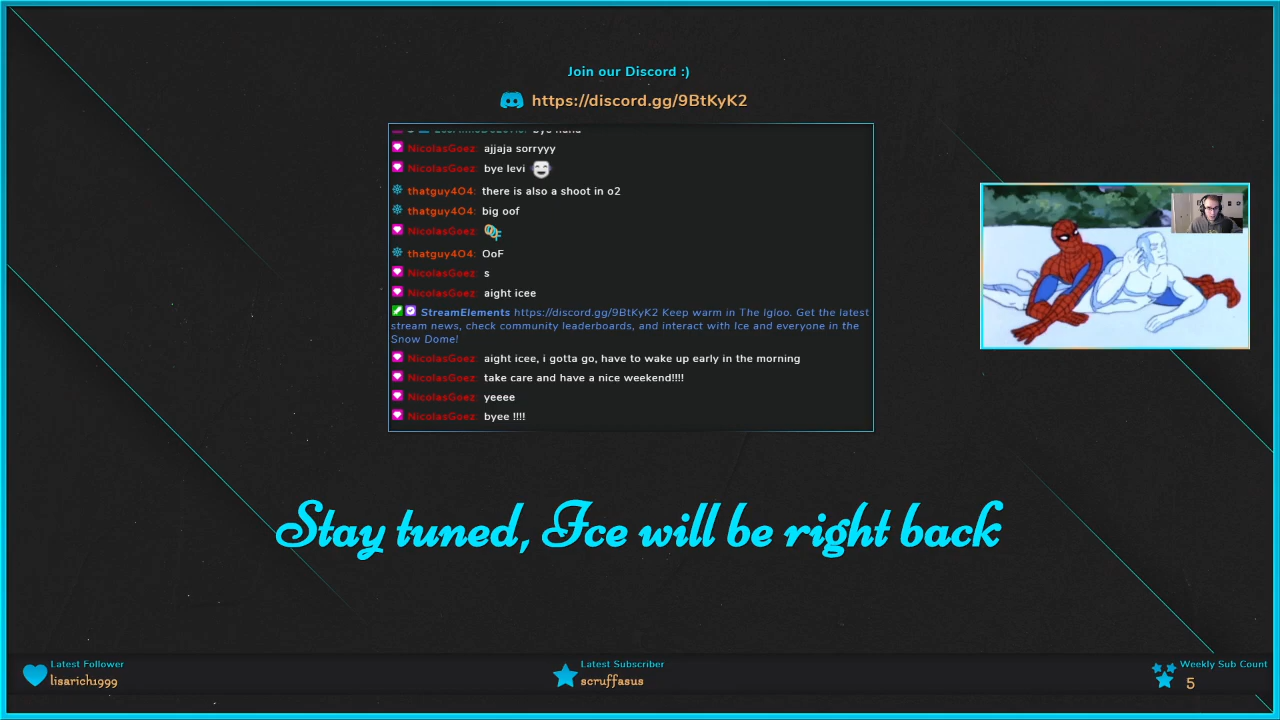 Join our Discord :)
https://discord.gg/9BtKyK2
NicolasGoez: ajjaja sorryyy
NicolasGoez: bye levi
thatguy4O4: there is also a shoot in o2
thatguy4O4: big oof
NicolasGoez:
thatguy4O4: OoF
NicolasGoez: s
NicolasGoez: aight icee
StreamElements https://discord.gg/9BtKyK2 Keep warm in The Igloo. Get the latest
stream news, check community leaderboards, and interact with Ice and everyone in the
Snow Dome!
NicolasGoez: aight icee, i gotta go, have to wake up early in the morning
NicolasGoez: take care and have a nice weekend!!!!
NicolasGoez: yeeee
NicolasGoez: byee !!!!
Stay tuned, Ice will be right back
Latest Follower
lisarich1999
Latest Subscriber
scruffasus
Weekly Sub Count
5